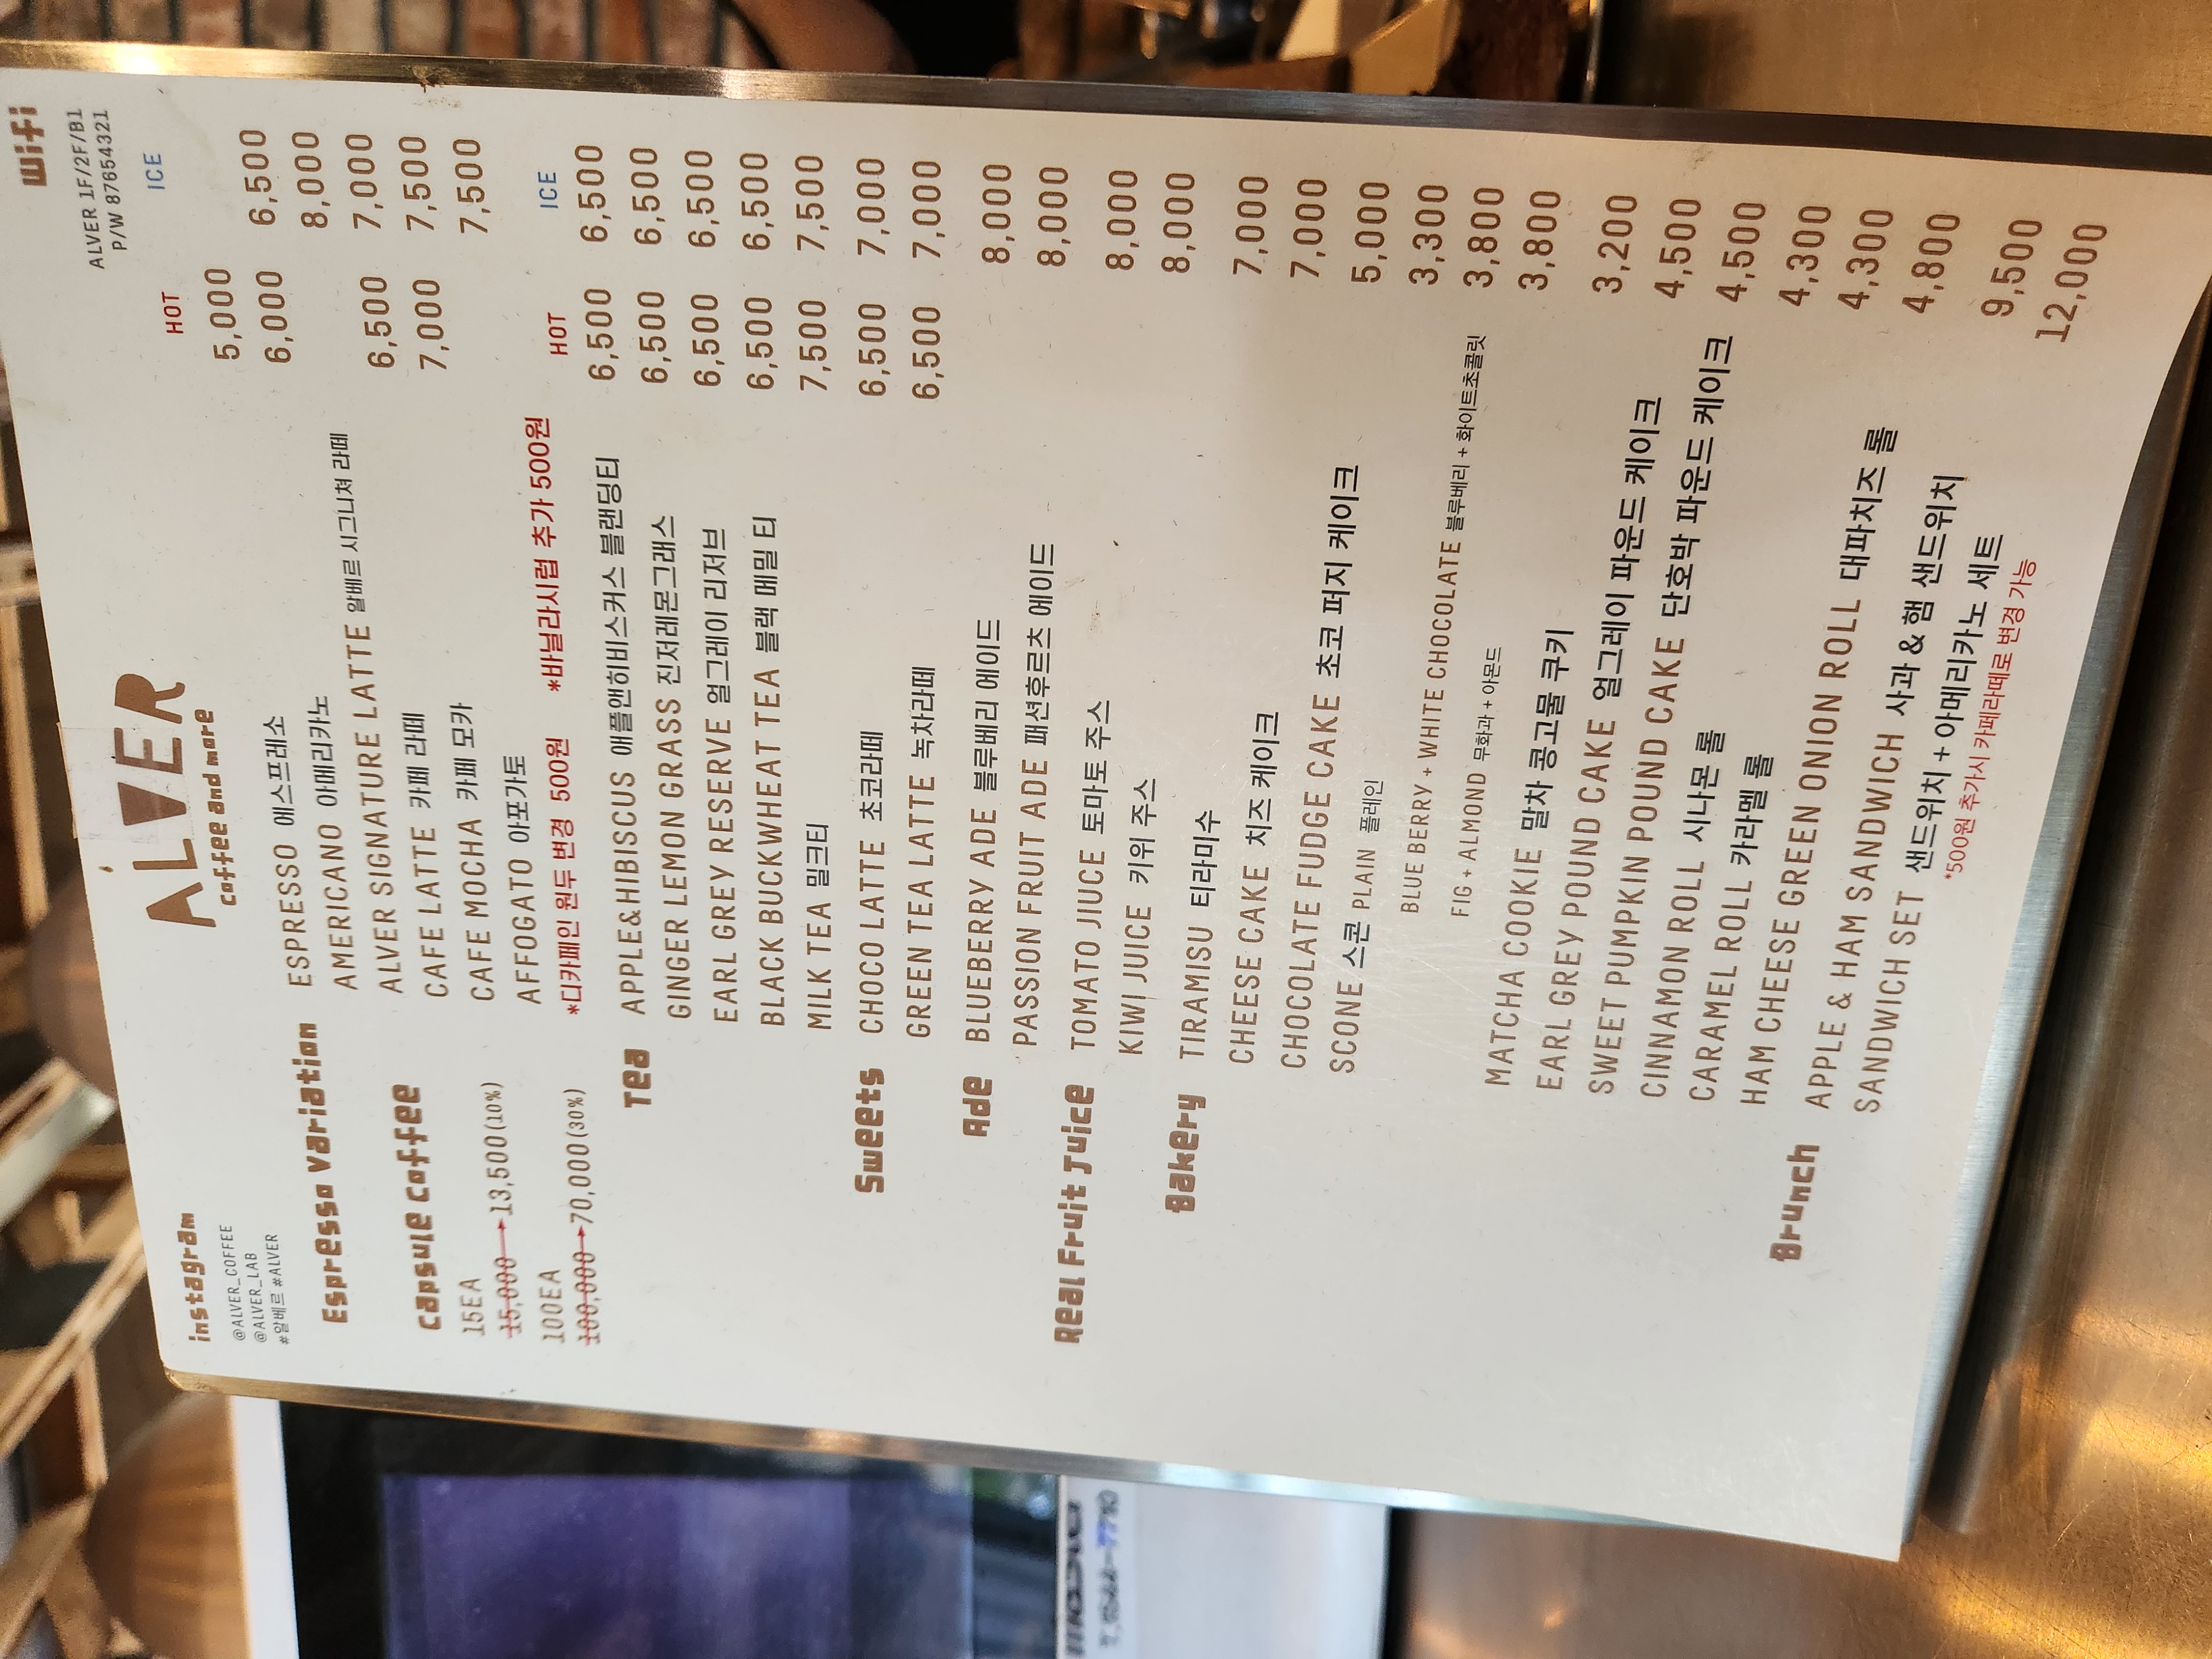 wifi
ALVER 1F/2F/B1
P/W 87654321
instagram
@ALVER_COFFEE
@ALVER_LAB
#알베르 #ALVER
ALVER
coffee and more
HOT ICE
Espresso Variation ESPRESSO 에스프레소 5,000
AMERICANO 아메리카노 6,000 6,500
ALVER SIGNATURE LATTE 알베르 시그니쳐 라떼 8,000
CAFE LATTE 카페 라떼 6,500 7,000
CAFE MOCHA 카페 모카 7,000 7,500
AFFOGATO 아포가토 7,500
*디카페인 원두 변경 500원 *바닐라시럽 추가 500원
Capsule Coffee
15EA
15,000 → 13,500(10%)
100EA
100,000 → 70,000(30%)
HOT ICE
Tea APPLE&HIBISCUS 애플앤히비스커스 블랜딩티 6,500 6,500
GINGER LEMON GRASS 진저레몬그래스 6,500 6,500
EARL GREY RESERVE 얼그레이 리저브 6,500 6,500
BLACK BUCKWHEAT TEA 블랙 메밀 티 6,500 6,500
MILK TEA 밀크티 7,500 7,500
Sweets CHOCO LATTE 초코라떼 6,500 7,000
GREEN TEA LATTE 녹차라떼 6,500 7,000
Ade BLUEBERRY ADE 블루베리 에이드 8,000
PASSION FRUIT ADE 패션후르츠 에이드 8,000
Real Fruit Juice TOMATO JIUCE 토마토 주스 8,000
KIWI JUICE 키위 주스 8,000
Bakery TIRAMISU 티라미수 7,000
CHEESE CAKE 치즈 케이크 7,000
CHOCOLATE FUDGE CAKE 초코 퍼지 케이크 5,000
SCONE 스콘 PLAIN 플레인 3,300
BLUE BERRY + WHITE CHOCOLATE 블루베리 + 화이트초콜릿 3,800
FIG + ALMOND 무화과 + 아몬드 3,800
MATCHA COOKIE 말차 콩고물 쿠키 3,200
EARL GREY POUND CAKE 얼그레이 파운드 케이크 4,500
SWEET PUMPKIN POUND CAKE 단호박 파운드 케이크 4,500
CINNAMON ROLL 시나몬 롤 4,300
CARAMEL ROLL 카라멜 롤 4,300
HAM CHEESE GREEN ONION ROLL 대파치즈 롤 4,800
Brunch APPLE & HAM SANDWICH 사과 & 햄 샌드위치 9,500
SANDWICH SET 샌드위치 + 아메리카노 세트 12,000
*500원 추가시 카페라떼로 변경 가능